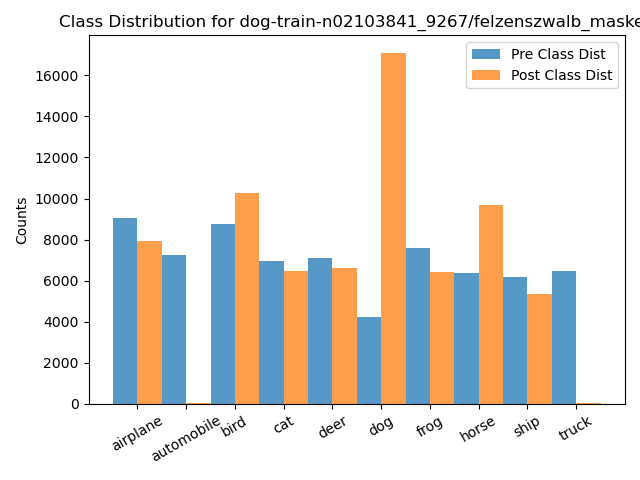 Class Distribution for dog-train-n02103841_9267/felzenszwalb_maske
Pre Class Dist
Post Class Dist
Counts
16000
14000
12000
10000
8000
6000
4000
2000
0
airplane
automobile
bird
cat
deer
dog
frog
horse
ship
truck